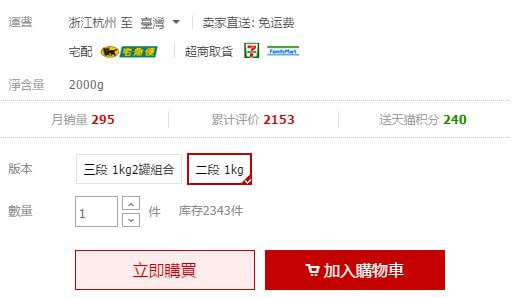 運營 浙江杭州 至 臺灣 卖家直送: 免运费
宅配 宅急便 超商取貨 7 ELEVEn FamilyMart
淨含量 2000g
月销量 295 累计评价 2153 送天猫积分 240
版本 三段 1kg2罐組合 二段 1kg
數量 1 件 库存2343件
立即購買 加入購物車